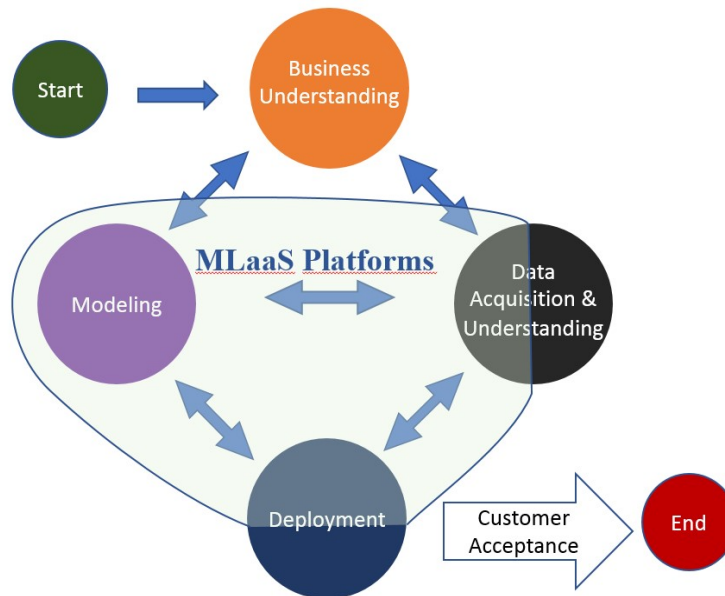 Start
Business
Understanding
MLaaS Platforms
Modeling
Data
Acquisition &
Understanding
Deployment
Customer
Acceptance
End